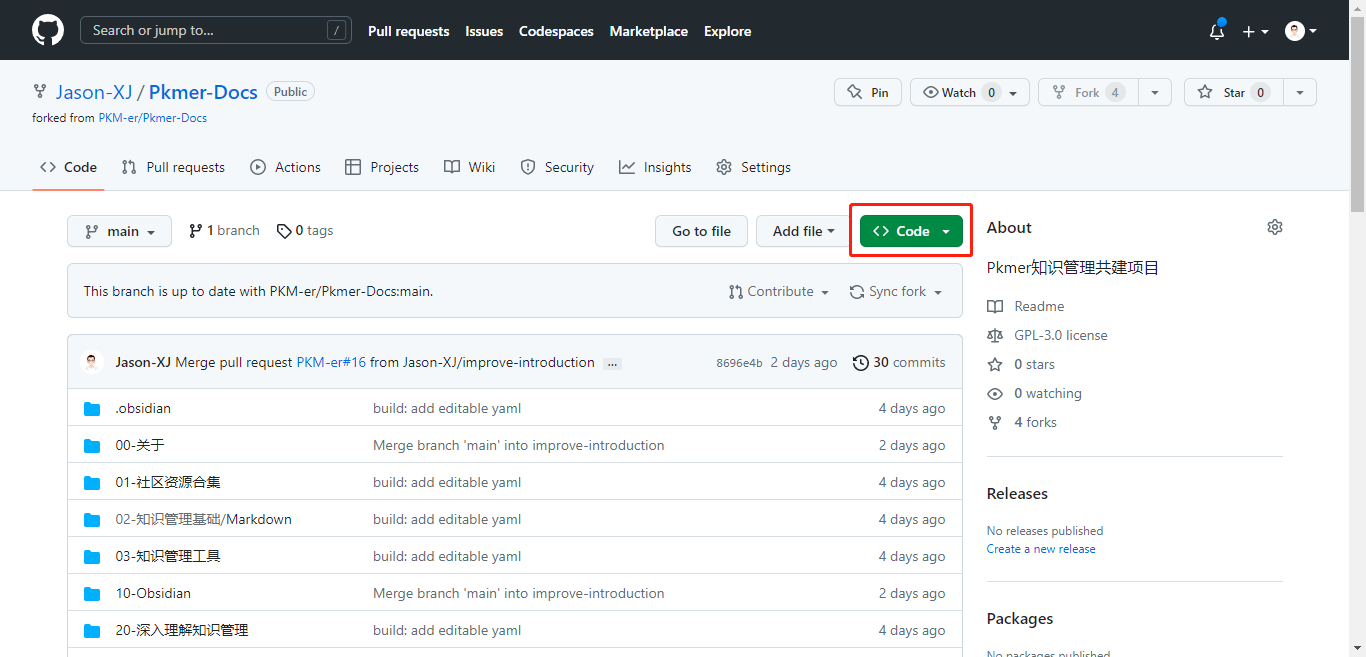 Search or jump to... / Pull requests Issues Codespaces Marketplace Explore
Jason-XJ / Pkmer-Docs Public Pin Watch 0 Fork 4 Star 0
forked from PKM-er/Pkmer-Docs
Code Pull requests Actions Projects Wiki Security Insights Settings
main 1 branch 0 tags Go to file Add file Code
About
Pkmer知识管理共建项目
Readme
GPL-3.0 license
0 stars
0 watching
4 forks
Releases
No releases published
Create a new release
Packages
No packages published
This branch is up to date with PKM-er/Pkmer-Docs:main. Contribute Sync fork
Jason-XJ Merge pull request PKM-er#16 from Jason-XJ/improve-introduction ... 8696e4b 2 days ago 30 commits
.obsidian build: add editable yaml 4 days ago
00-关于 Merge branch 'main' into improve-introduction 2 days ago
01-社区资源合集 build: add editable yaml 4 days ago
02-知识管理基础/Markdown build: add editable yaml 4 days ago
03-知识管理工具 build: add editable yaml 4 days ago
10-Obsidian Merge branch 'main' into improve-introduction 2 days ago
20-深入理解知识管理 build: add editable yaml 4 days ago